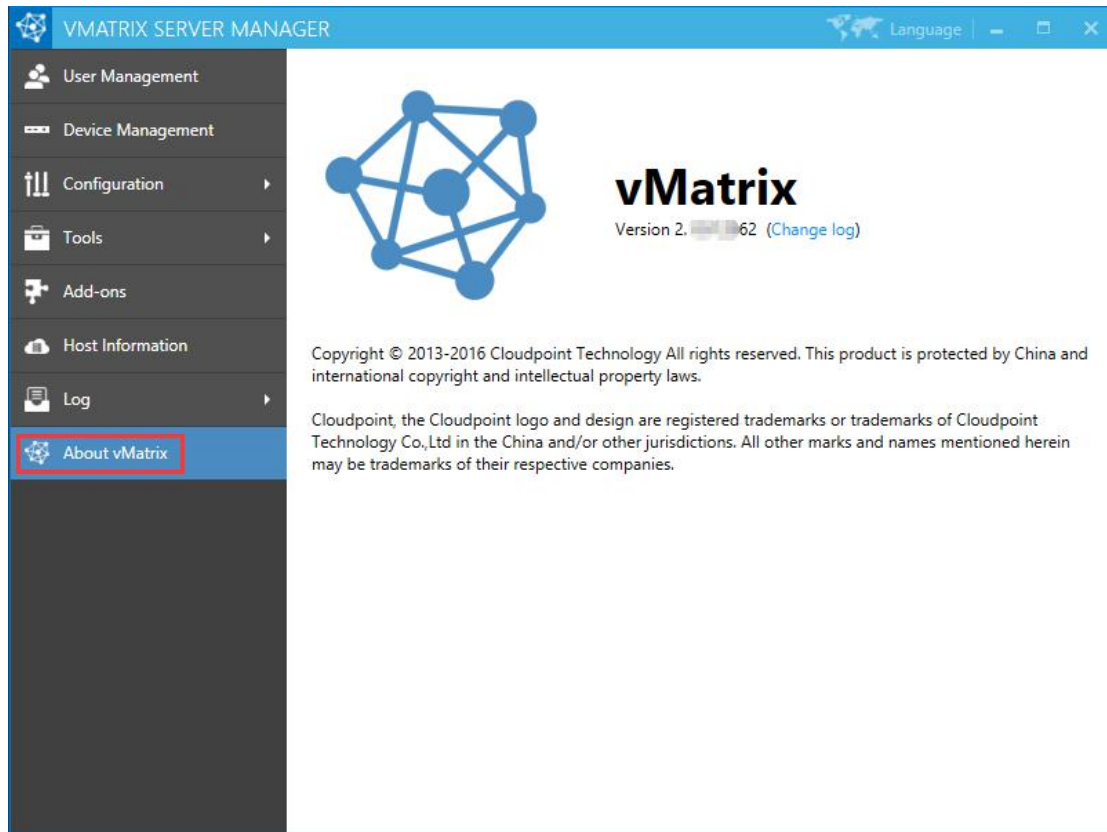 VMATRIX SERVER MANAGER
Language
User Management
Device Management
Configuration
Tools
Add-ons
Host Information
Log
About vMatrix
vMatrix
Version 2. 62 (Change log)
Copyright © 2013-2016 Cloudpoint Technology All rights reserved. This product is protected by China and
international copyright and intellectual property laws.
Cloudpoint, the Cloudpoint logo and design are registered trademarks or trademarks of Cloudpoint
Technology Co.,Ltd in the China and/or other jurisdictions. All other marks and names mentioned herein
may be trademarks of their respective companies.